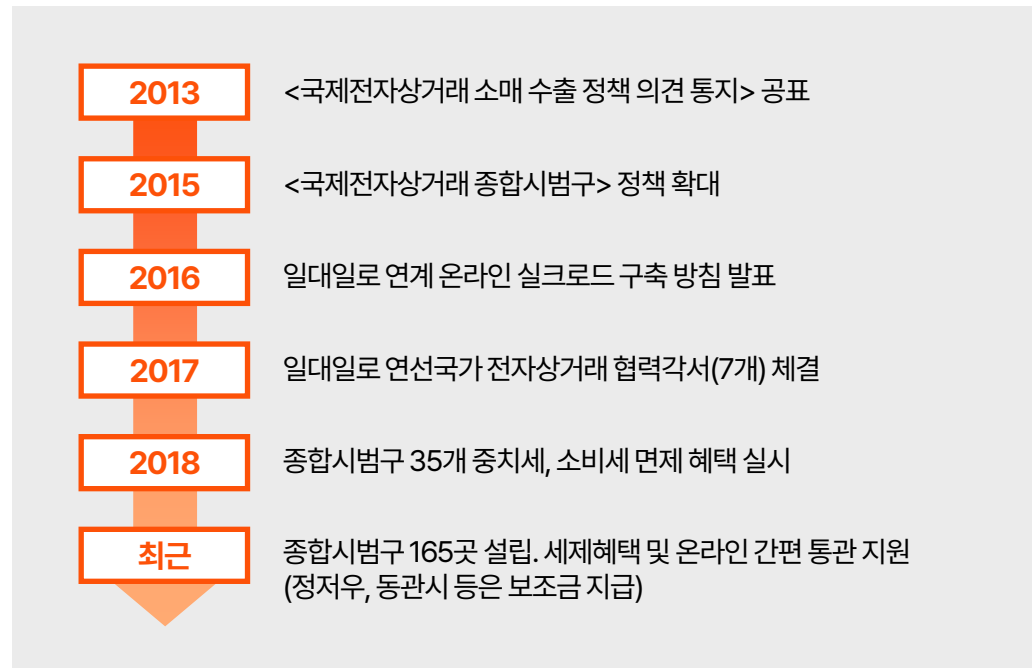 2013
<국제전자상거래 소매 수출 정책 의견 통지> 공표
2015
<국제전자상거래 종합시범구> 정책 확대
2016
일대일로 연계 온라인 실크로드 구축 방침 발표
2017
일대일로 연선국가 전자상거래 협력각서(7개) 체결
2018
종합시범구 35개 중치세, 소비세 면제 혜택 실시
최근
종합시범구 165곳 설립. 세제혜택 및 온라인 간편 통관 지원
(정저우, 동관시 등은 보조금 지급)